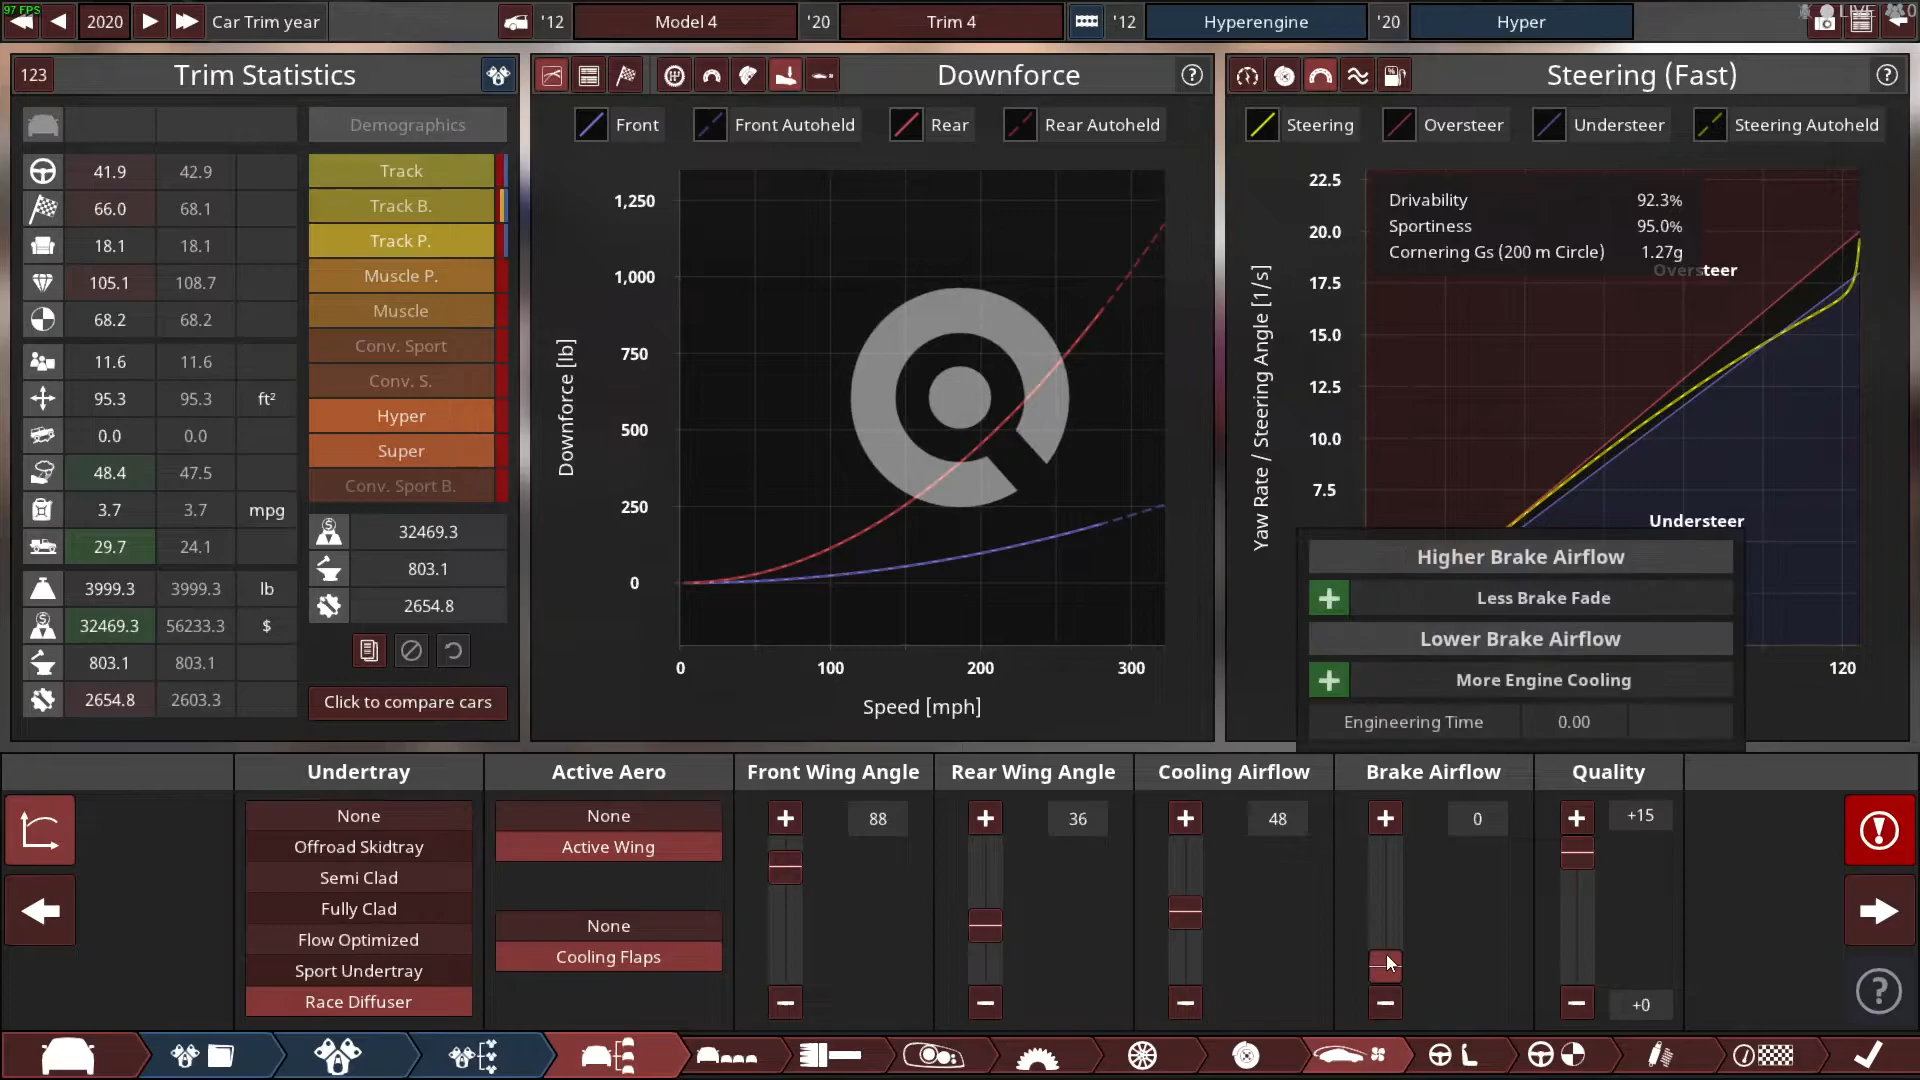 97 FPS
2020 Car Trim year '12 Model 4 '20 Trim 4 '12 Hyperengine '20 Hyper
LIVE 0
123 Trim Statistics
Demographics
41.9 42.9
66.0 68.1
18.1 18.1
105.1 108.7
68.2 68.2
11.6 11.6
95.3 95.3 ft²
0.0 0.0
48.4 47.5
3.7 3.7 mpg
29.7 24.1
3999.3 3999.3 lb
32469.3 56233.3 $
803.1 803.1
2654.8 2603.3
Track
Track B.
Track P.
Muscle P.
Muscle
Conv. Sport
Conv. S.
Hyper
Super
Conv. Sport B.
32469.3
803.1
2654.8
Click to compare cars
Downforce
Front Front Autoheld Rear Rear Autoheld
Downforce [lb]
1,250
1,000
750
500
250
0
0 100 200 300
Speed [mph]
Steering (Fast)
Steering Oversteer Understeer Steering Autoheld
Yaw Rate / Steering Angle [1/s]
22.5
20.0
17.5
15.0
12.5
10.0
7.5
Drivability 92.3%
Sportiness 95.0%
Cornering Gs (200 m Circle) 1.27g
Oversteer
Understeer
120
Higher Brake Airflow
Less Brake Fade
Lower Brake Airflow
More Engine Cooling
Engineering Time 0.00
Undertray
None
Offroad Skidtray
Semi Clad
Fully Clad
Flow Optimized
Sport Undertray
Race Diffuser
Active Aero
None
Active Wing
None
Cooling Flaps
Front Wing Angle
88
Rear Wing Angle
36
Cooling Airflow
48
Brake Airflow
0
Quality
+15
+0